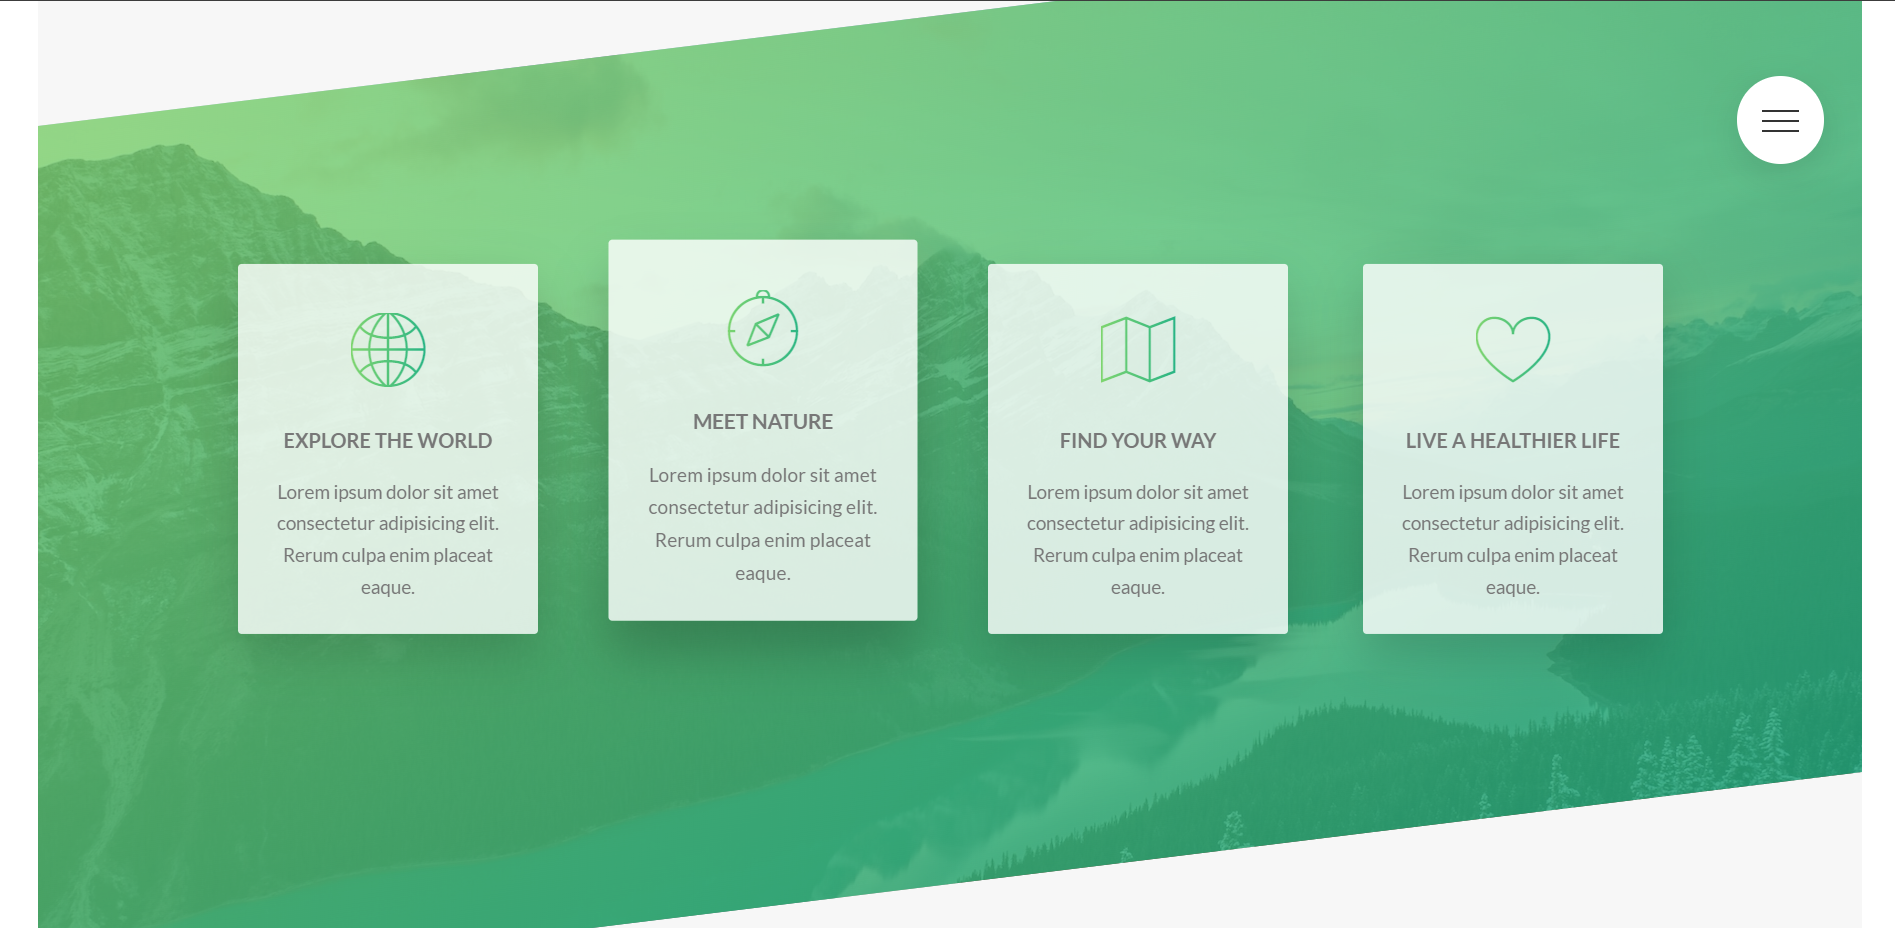 EXPLORE THE WORLD
Lorem ipsum dolor sit amet
consectetur adipisicing elit.
Rerum culpa enim placeat
eaque.
MEET NATURE
Lorem ipsum dolor sit amet
consectetur adipisicing elit.
Rerum culpa enim placeat
eaque.
FIND YOUR WAY
Lorem ipsum dolor sit amet
consectetur adipisicing elit.
Rerum culpa enim placeat
eaque.
LIVE A HEALTHIER LIFE
Lorem ipsum dolor sit amet
consectetur adipisicing elit.
Rerum culpa enim placeat
eaque.